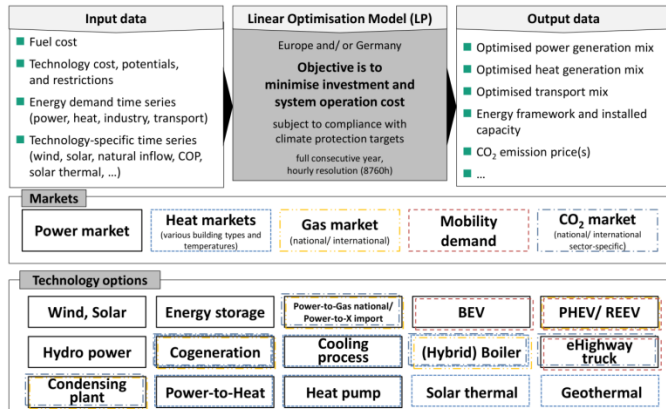 Input data
Fuel cost
Technology cost, potentials,
and restrictions
Energy demand time series
(power, heat, industry, transport)
Technology-specific time series
(wind, solar, natural inflow, COP,
solar thermal, ...)
Linear Optimisation Model (LP)
Europe and/ or Germany
Objective is to
minimise investment and
system operation cost
subject to compliance with
climate protection targets
full consecutive year,
hourly resolution (8760h)
Output data
Optimised power generation mix
Optimised heat generation mix
Optimised transport mix
Energy framework and installed
capacity
CO2 emission price(s)
...
Markets
Power market
Heat markets
(various building types and
temperatures)
Gas market
(national/ international)
Mobility
demand
CO2 market
(national/ international
sector-specific)
Technology options
Wind, Solar
Energy storage
Power-to-Gas national/
Power-to-X import
BEV
PHEV/ REEV
Hydro power
Cogeneration
Cooling
process
(Hybrid) Boiler
eHighway
truck
Condensing
plant
Power-to-Heat
Heat pump
Solar thermal
Geothermal